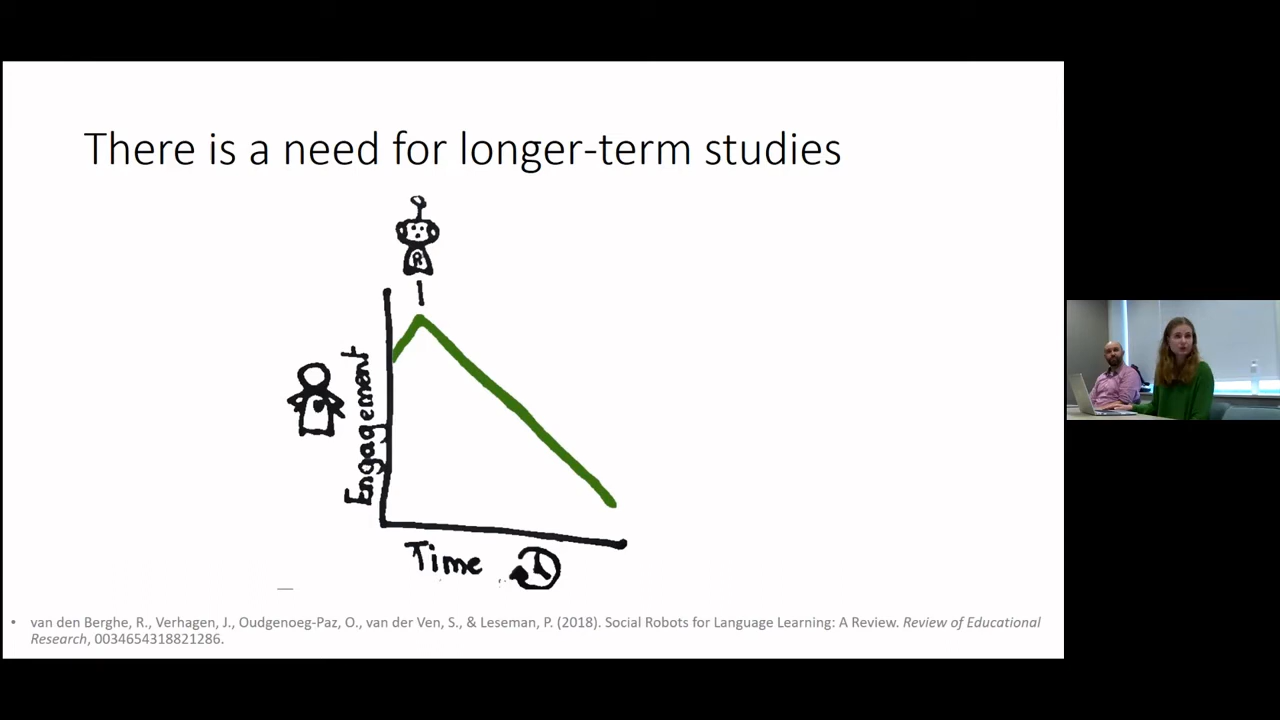 There is a need for longer-term studies
R
Engagement
Time
• van den Berghe, R., Verhagen, J., Oudgenoeg-Paz, O., van der Ven, S., & Leseman, P. (2018). Social Robots for Language Learning: A Review. Review of Educational
Research, 0034654318821286.